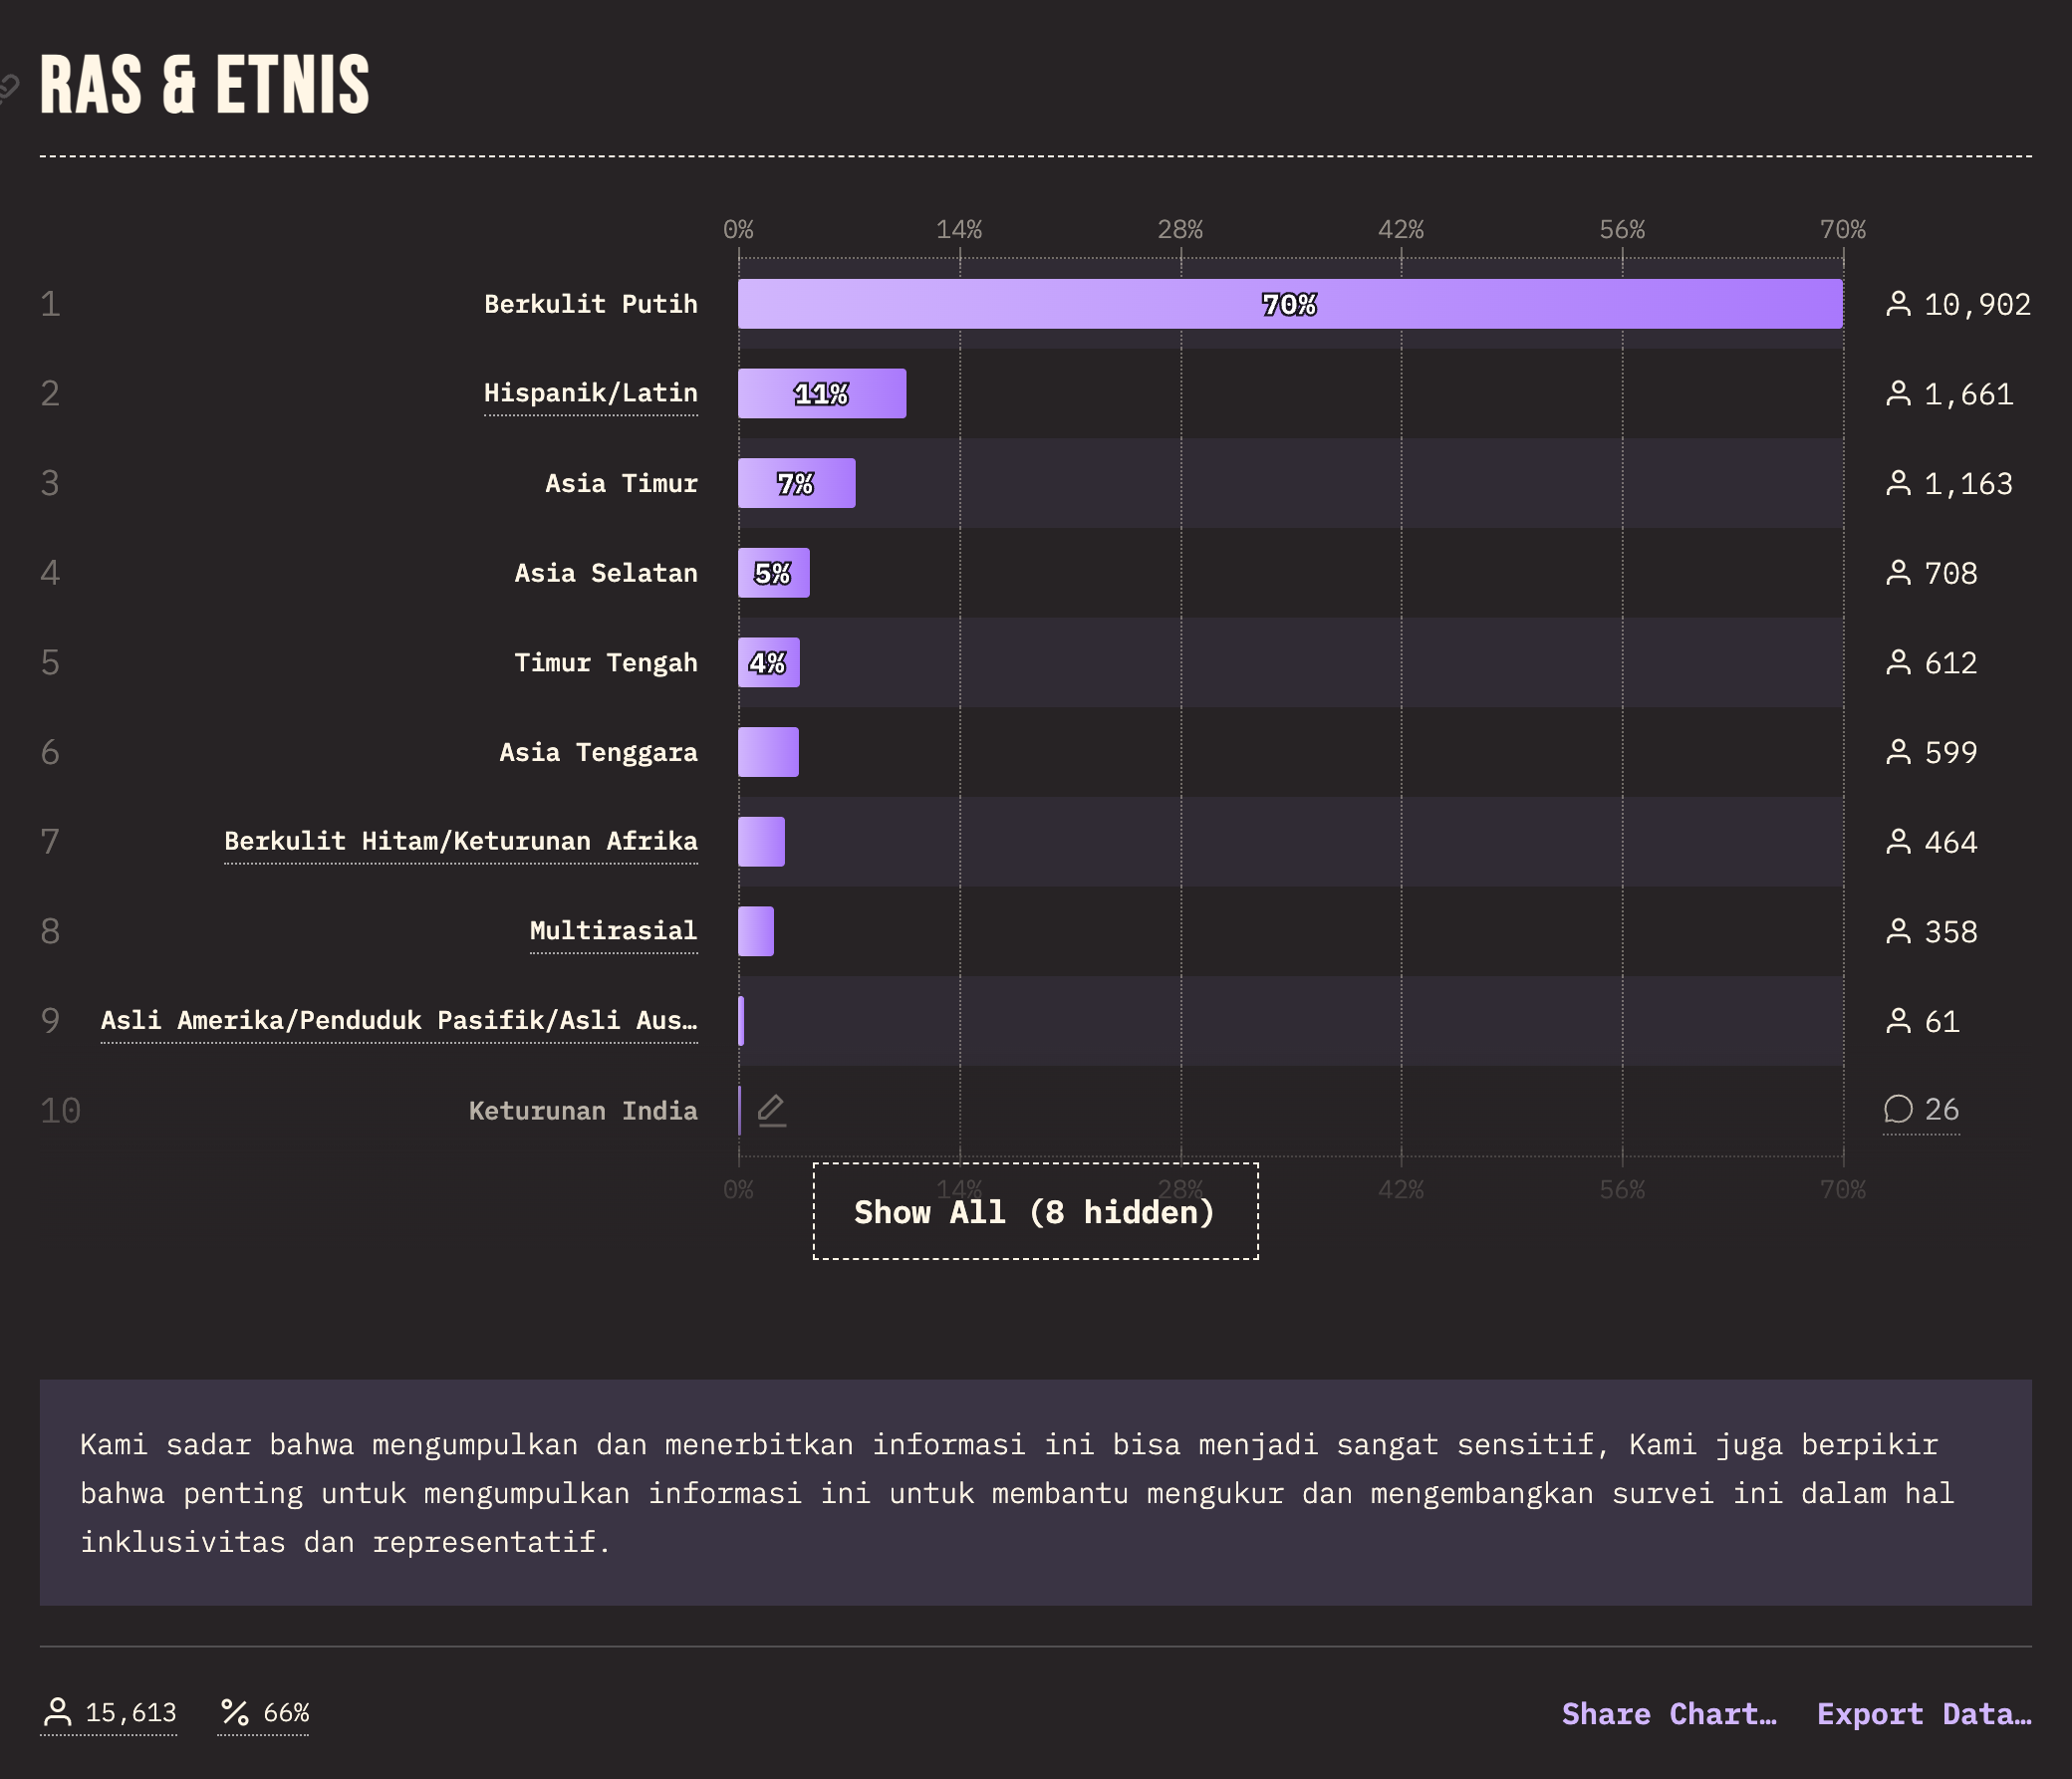 RAS & ETNIS
0% 14% 28% 42% 56% 70%
1 Berkulit Putih 70% 10,902
2 Hispanik/Latin 11% 1,661
3 Asia Timur 7% 1,163
4 Asia Selatan 5% 708
5 Timur Tengah 4% 612
6 Asia Tenggara 599
7 Berkulit Hitam/Keturunan Afrika 464
8 Multirasial 358
9 Asli Amerika/Penduduk Pasifik/Asli Aus… 61
10 Keturunan India 26
0% 14% 28% 42% 56% 70%
Show All (8 hidden)
Kami sadar bahwa mengumpulkan dan menerbitkan informasi ini bisa menjadi sangat sensitif, Kami juga berpikir
bahwa penting untuk mengumpulkan informasi ini untuk membantu mengukur dan mengembangkan survei ini dalam hal
inklusivitas dan representatif.
15,613 % 66% Share Chart… Export Data…